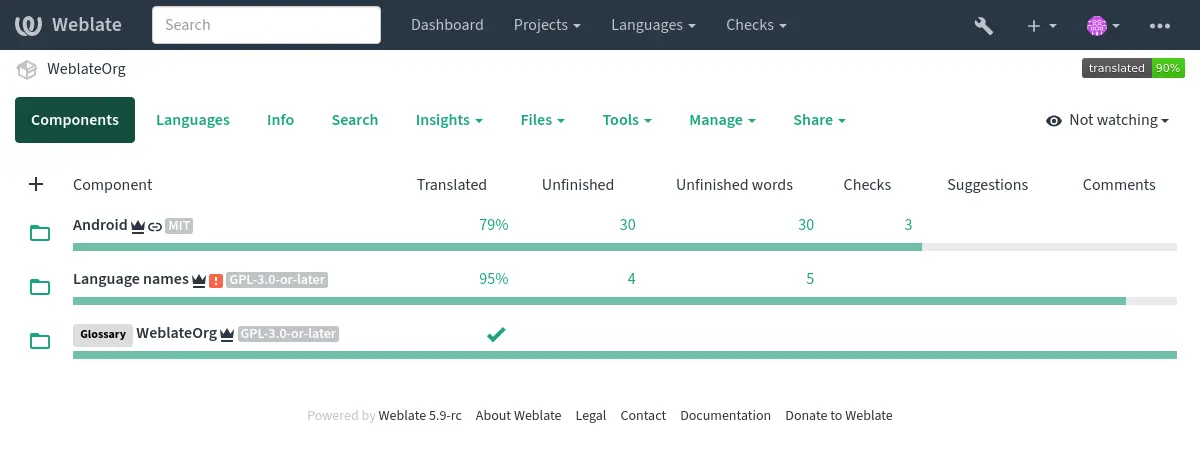 Weblate Search Dashboard Projects Languages Checks
WeblateOrg translated 90%
Components Languages Info Search Insights Files Tools Manage Share Not watching
Component Translated Unfinished Unfinished words Checks Suggestions Comments
Android MIT 79% 30 30 3
Language names ! GPL-3.0-or-later 95% 4 5
Glossary WeblateOrg GPL-3.0-or-later
Powered by Weblate 5.9-rc About Weblate Legal Contact Documentation Donate to Weblate